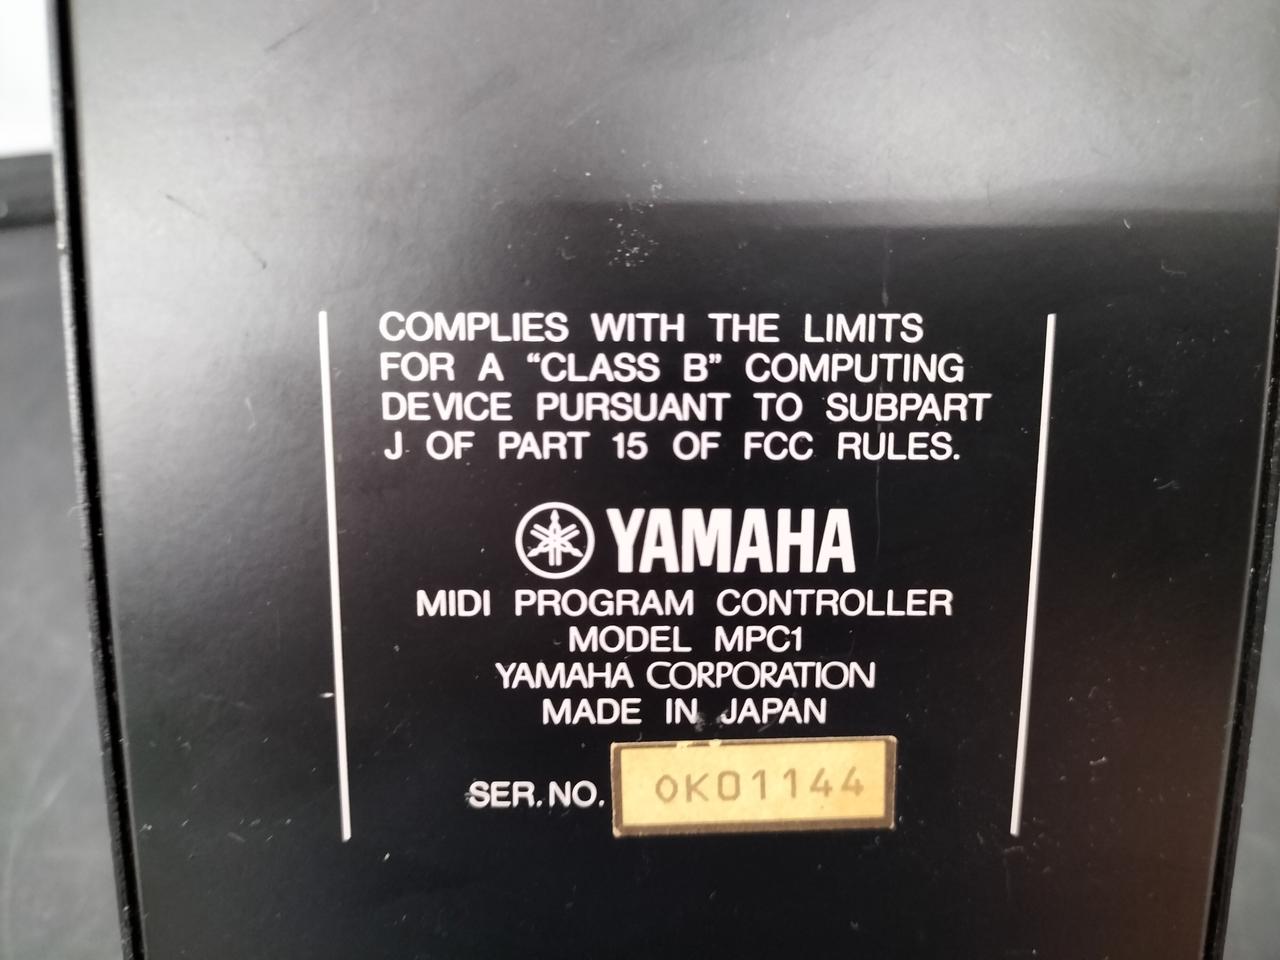 COMPLIES WITH THE LIMITS
FOR A “CLASS B” COMPUTING
DEVICE PURSUANT TO SUBPART
J OF PART 15 OF FCC RULES.
YAMAHA
MIDI PROGRAM CONTROLLER
MODEL MPC1
YAMAHA CORPORATION
MADE IN JAPAN
SER.NO. OK01144